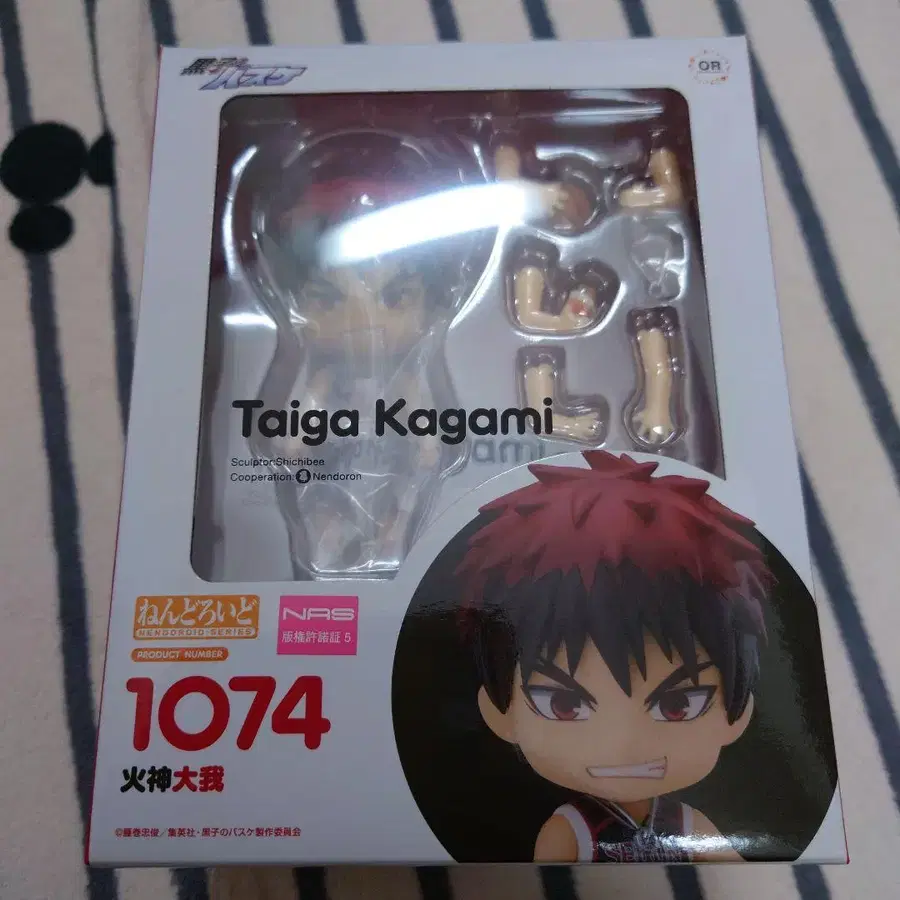 黒子のバスケ
OR
Taiga Kagami
Sculptor:Shichibee
Cooperation: Nendoron
ねんどろいど
NENDOROID SERIES
PRODUCT NUMBER
NAS
版権許諾証 5
1074
火神大我
©藤巻忠俊／集英社・黒子のバスケ製作委員会